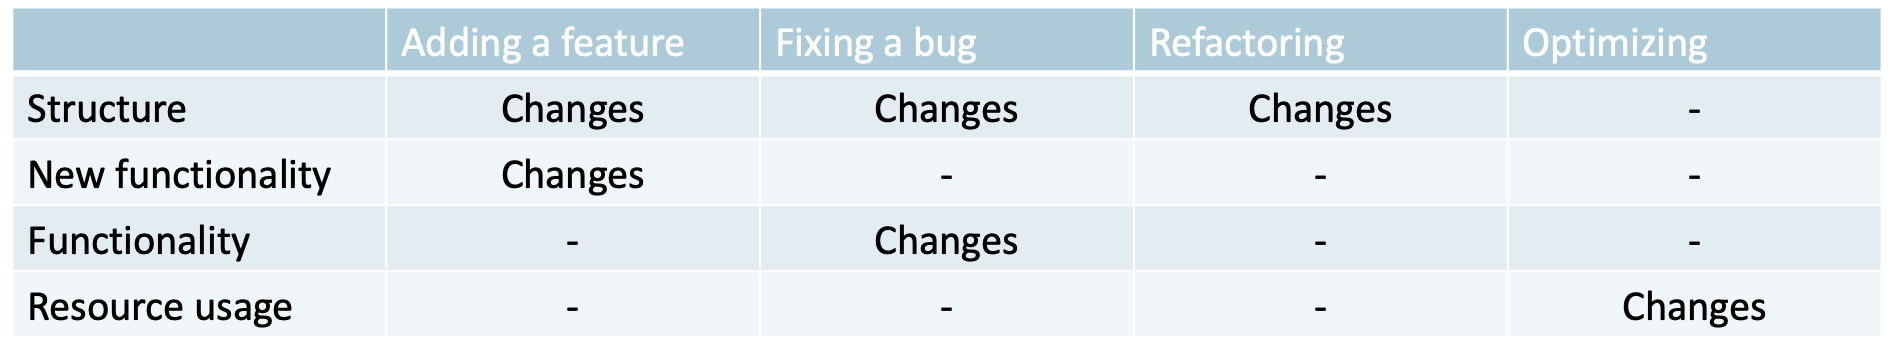 Adding a feature Fixing a bug Refactoring Optimizing
Structure Changes Changes Changes -
New functionality Changes - - -
Functionality - Changes - -
Resource usage - - - Changes